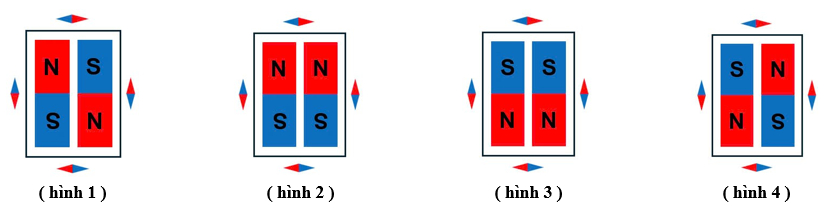 N S N N S S S N
S N S S N N N S
( hình 1 ) ( hình 2 ) ( hình 3 ) ( hình 4 )